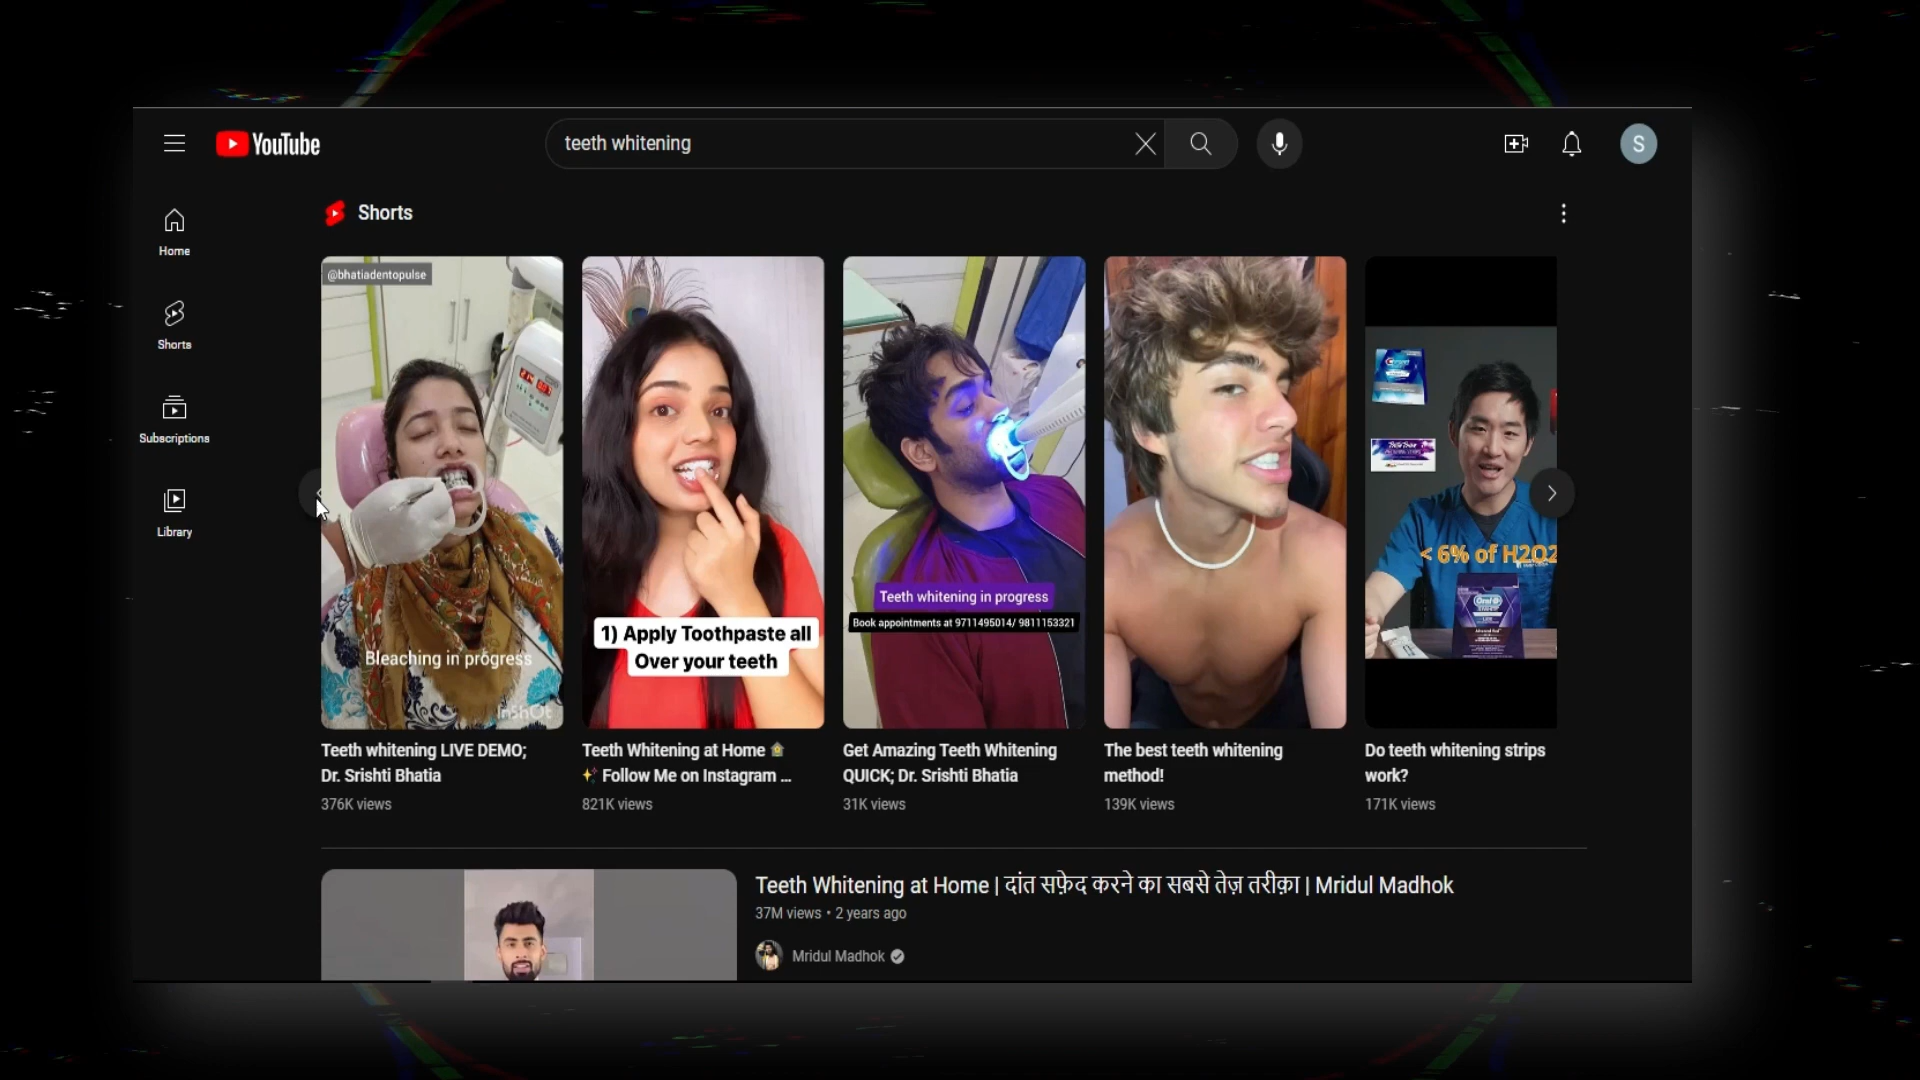 YouTube
teeth whitening
S
Home
Shorts
Subscriptions
Library
Shorts
@bhatiadentopulse
Bleaching in progress
InShOt
1) Apply Toothpaste all
Over your teeth
Teeth whitening in progress
Book appointments at 9711495014/ 9811153321
< 6% of H2O2
Teeth whitening LIVE DEMO;
Dr. Srishti Bhatia
376K views
Teeth Whitening at Home 🏠
✨ Follow Me on Instagram ...
821K views
Get Amazing Teeth Whitening
QUICK; Dr. Srishti Bhatia
31K views
The best teeth whitening
method!
139K views
Do teeth whitening strips
work?
171K views
Teeth Whitening at Home | दांत सफ़ेद करने का सबसे तेज़ तरीक़ा | Mridul Madhok
37M views • 2 years ago
Mridul Madhok